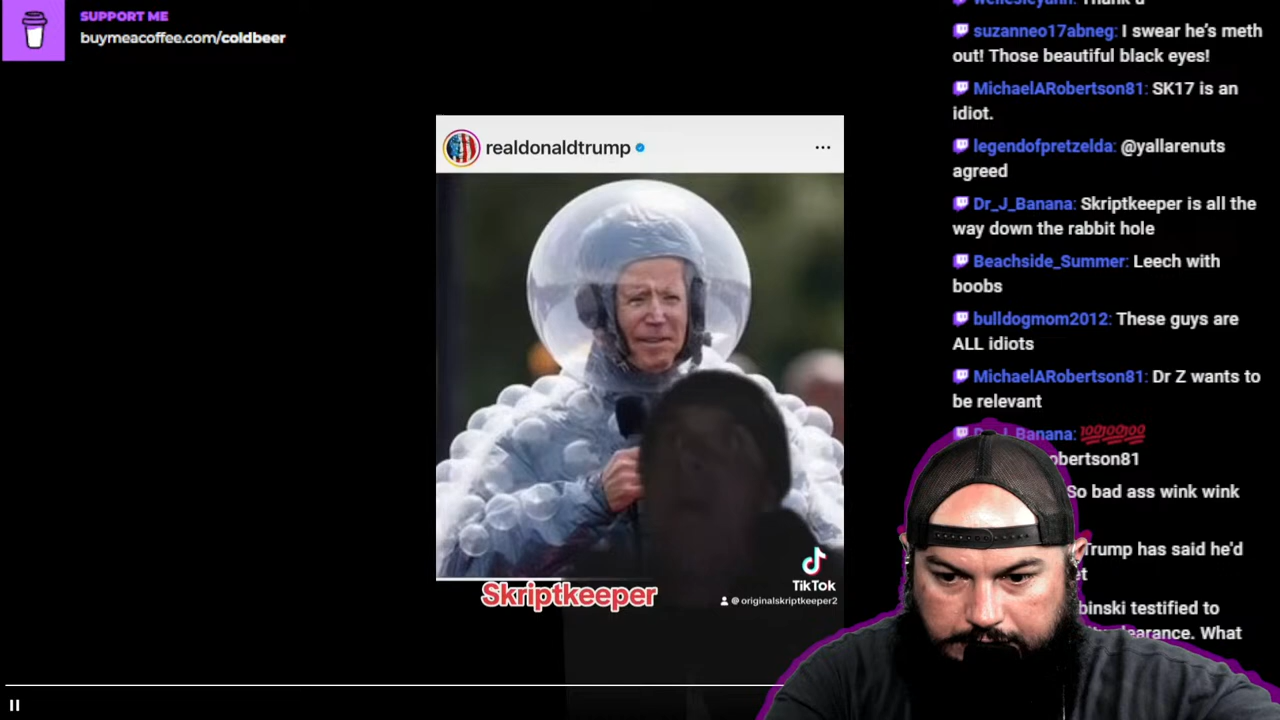 SUPPORT ME
buymeacoffee.com/coldbeer
realdonaldtrump
Skriptkeeper
TikTok
@originalskriptkeeper2
Thank u
suzanneo17abneg: I swear he's meth
out! Those beautiful black eyes!
MichaelARobertson81: SK17 is an
idiot.
legendofpretzelda: @yallarenuts
agreed
Dr_J_Banana: Skriptkeeper is all the
way down the rabbit hole
Beachside_Summer: Leech with
boobs
bulldogmom2012: These guys are
ALL idiots
MichaelARobertson81: Dr Z wants to
be relevant
Banana: 💯💯💯
obertson81
So bad ass wink wink
Trump has said he'd
binski testified to
earance. What